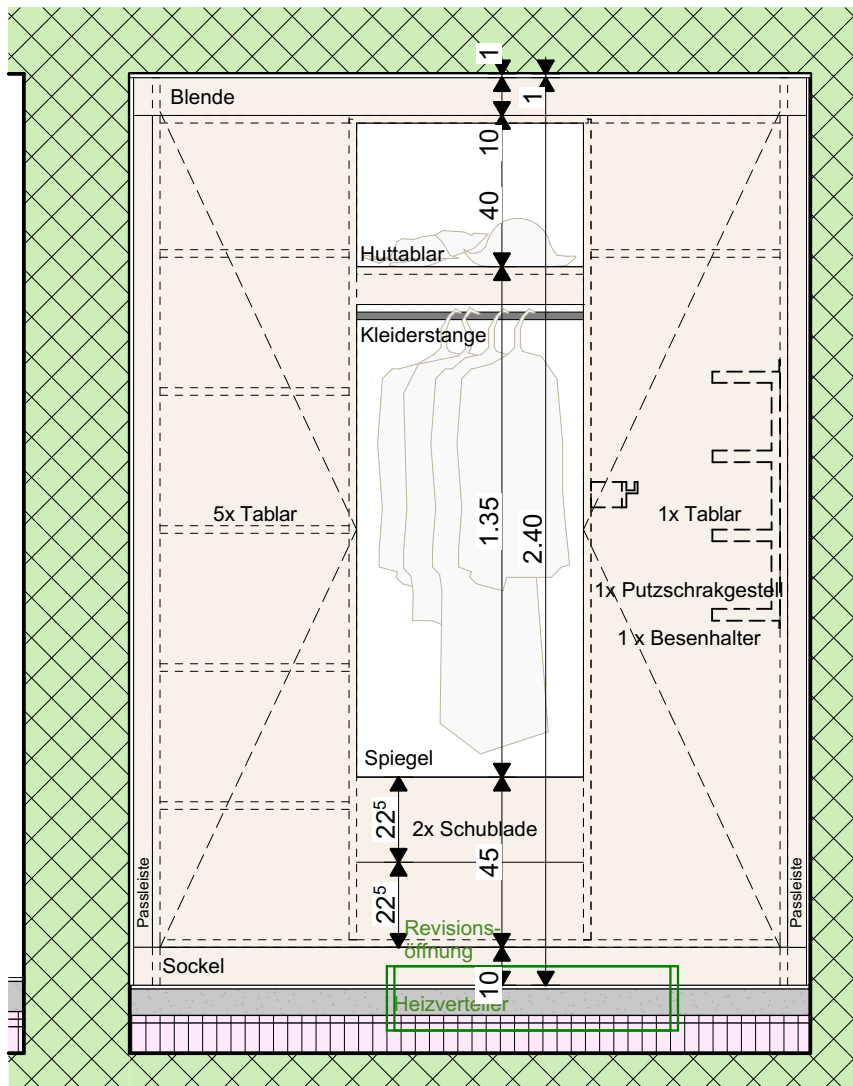 1
Blende
1
10
40
Huttablar
Kleiderstange
1.35
2.40
5x Tablar
1x Tablar
1x Putzschrakgestell
1 x Besenhalter
Spiegel
22⁵
2x Schublade
45
22⁵
Passleiste
Passleiste
Revisions-
öffnung
Sockel
10
Heizverteiler